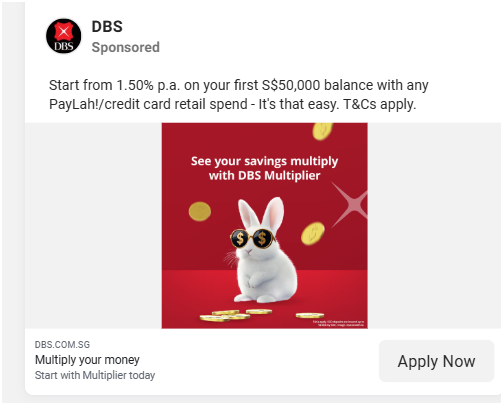 DBS
Sponsored
DBS
Start from 1.50% p.a. on your first S$50,000 balance with any
PayLah!/credit card retail spend - It's that easy. T&Cs apply.
See your savings multiply
with DBS Multiplier
$ $
DBS.COM.SG
Multiply your money
Start with Multiplier today
Apply Now